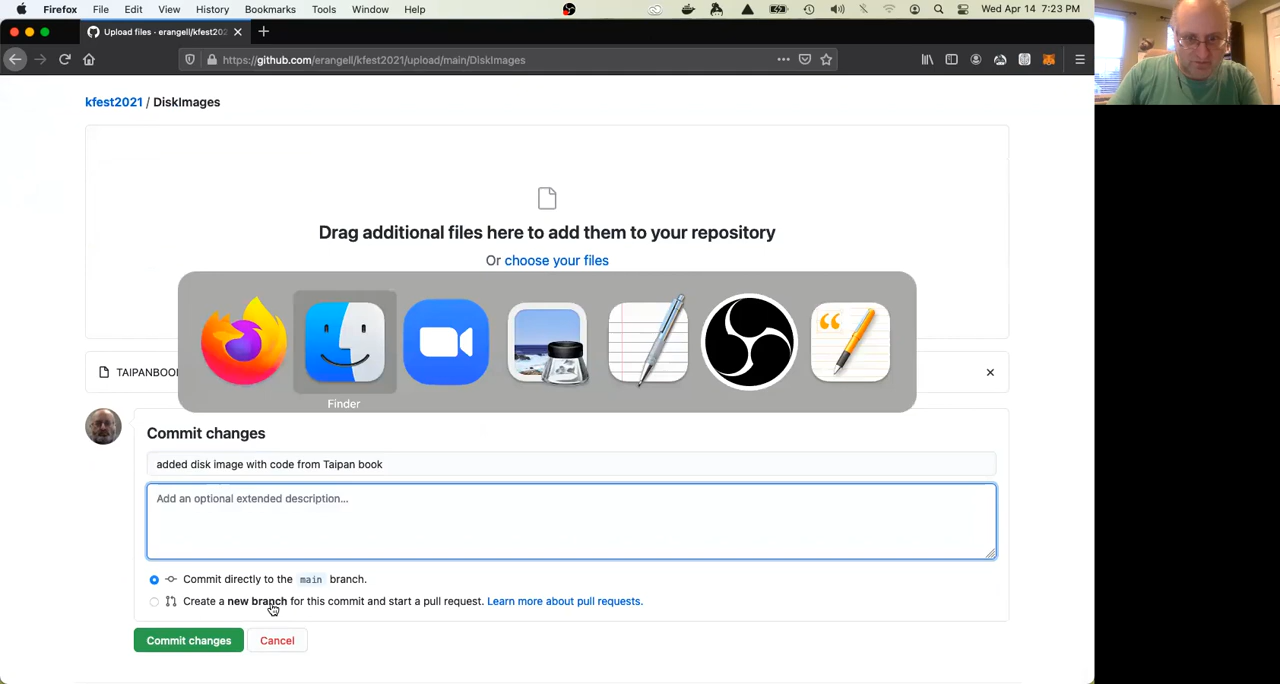 Firefox File Edit View History Bookmarks Tools Window Help Wed Apr 14 7:23 PM
Upload files · erangell/kfest202
https://github.com/erangell/kfest2021/upload/main/DiskImages
kfest2021 / DiskImages
Drag additional files here to add them to your repository
Or choose your files
TAIPANBOO
Finder
Commit changes
added disk image with code from Taipan book
Add an optional extended description...
Commit directly to the main branch.
Create a new branch for this commit and start a pull request. Learn more about pull requests.
Commit changes Cancel